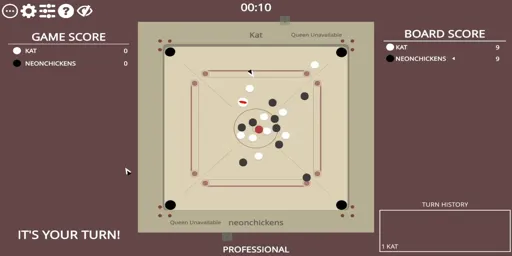 00:10
GAME SCORE
KAT 0
NEONCHICKENS 0
Kat
Queen Unavailable
BOARD SCORE
KAT 9
NEONCHICKENS 9
Queen Unavailable
neonchickens
IT'S YOUR TURN!
PROFESSIONAL
TURN HISTORY
1 KAT